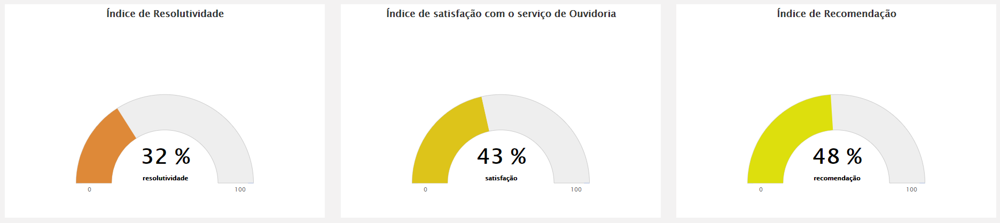 Índice de Resolutividade
32 %
resolutividade
0
100
Índice de satisfação com o serviço de Ouvidoria
43 %
satisfação
0
100
Índice de Recomendação
48 %
recomendação
0
100